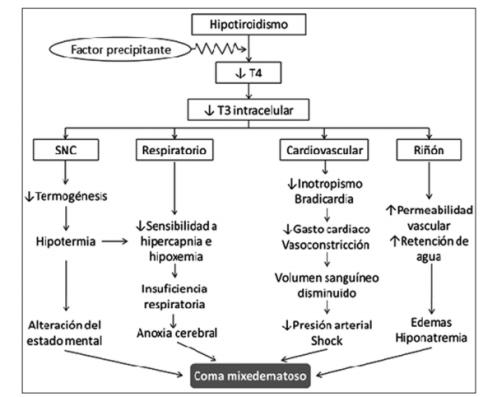 Hipotiroidismo
Factor precipitante
↓ T4
↓ T3 intracelular
SNC
Respiratorio
Cardiovascular
Riñón
↓Termogénesis
Hipotermia
Alteración del
estado mental
↓Sensibilidad a
hipercapnia e
hipoxemia
Insuficiencia
respiratoria
Anoxia cerebral
↓Inotropismo
Bradicardia
↓Gasto cardiaco
Vasoconstricción
Volumen sanguíneo
disminuido
↓Presión arterial
Shock
↑Permeabilidad
vascular
↑Retención de
agua
Edemas
Hiponatremia
Coma mixedematoso